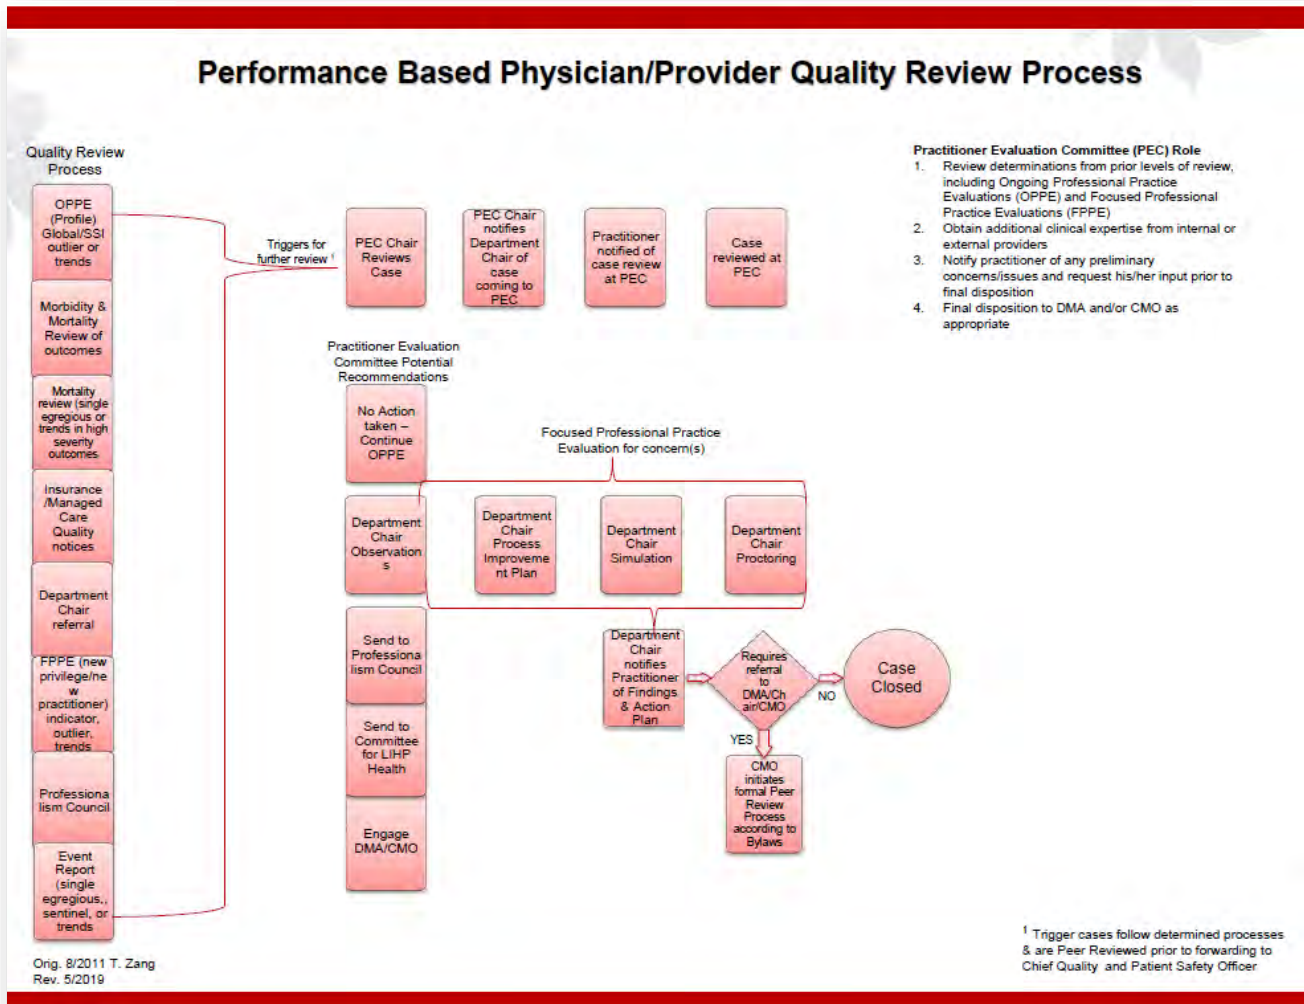 Performance Based Physician/Provider Quality Review Process
Quality Review
Process
OPPE
(Profile)
Global/SSI
outlier or
trends
Morbidity &
Mortality
Review of
outcomes
Mortality
review (single
egregious or
trends in high
severity
outcomes
Insurance
/Managed
Care
Quality
notices
Department
Chair
referral
FPPE (new
privilege/ne
w
practitioner)
indicator,
outlier,
trends
Professiona
lism Council
Event
Report
(single
egregious,,
sentinel, or
trends
Triggers for
further review 1
PEC Chair
Reviews
Case
PEC Chair
notifies
Department
Chair of
case
coming to
PEC
Practitioner
notified of
case review
at PEC
Case
reviewed at
PEC
Practitioner Evaluation Committee (PEC) Role
1. Review determinations from prior levels of review,
including Ongoing Professional Practice
Evaluations (OPPE) and Focused Professional
Practice Evaluations (FPPE)
2. Obtain additional clinical expertise from internal or
external providers
3. Notify practitioner of any preliminary
concerns/issues and request his/her input prior to
final disposition
4. Final disposition to DMA and/or CMO as
appropriate
Practitioner Evaluation
Committee Potential
Recommendations
No Action
taken –
Continue
OPPE
Focused Professional Practice
Evaluation for concern(s)
Department
Chair
Observation
s
Department
Chair
Process
Improveme
nt Plan
Department
Chair
Simulation
Department
Chair
Proctoring
Send to
Professiona
lism Council
Send to
Committee
for LIHP
Health
Engage
DMA/CMO
Department
Chair
notifies
Practitioner
of Findings
& Action
Plan
Requires
referral
to
DMA/Ch
air/CMO
NO
Case
Closed
YES
CMO
initiates
formal Peer
Review
Process
according to
Bylaws
1 Trigger cases follow determined processes
& are Peer Reviewed prior to forwarding to
Chief Quality and Patient Safety Officer
Orig. 8/2011 T. Zang
Rev. 5/2019